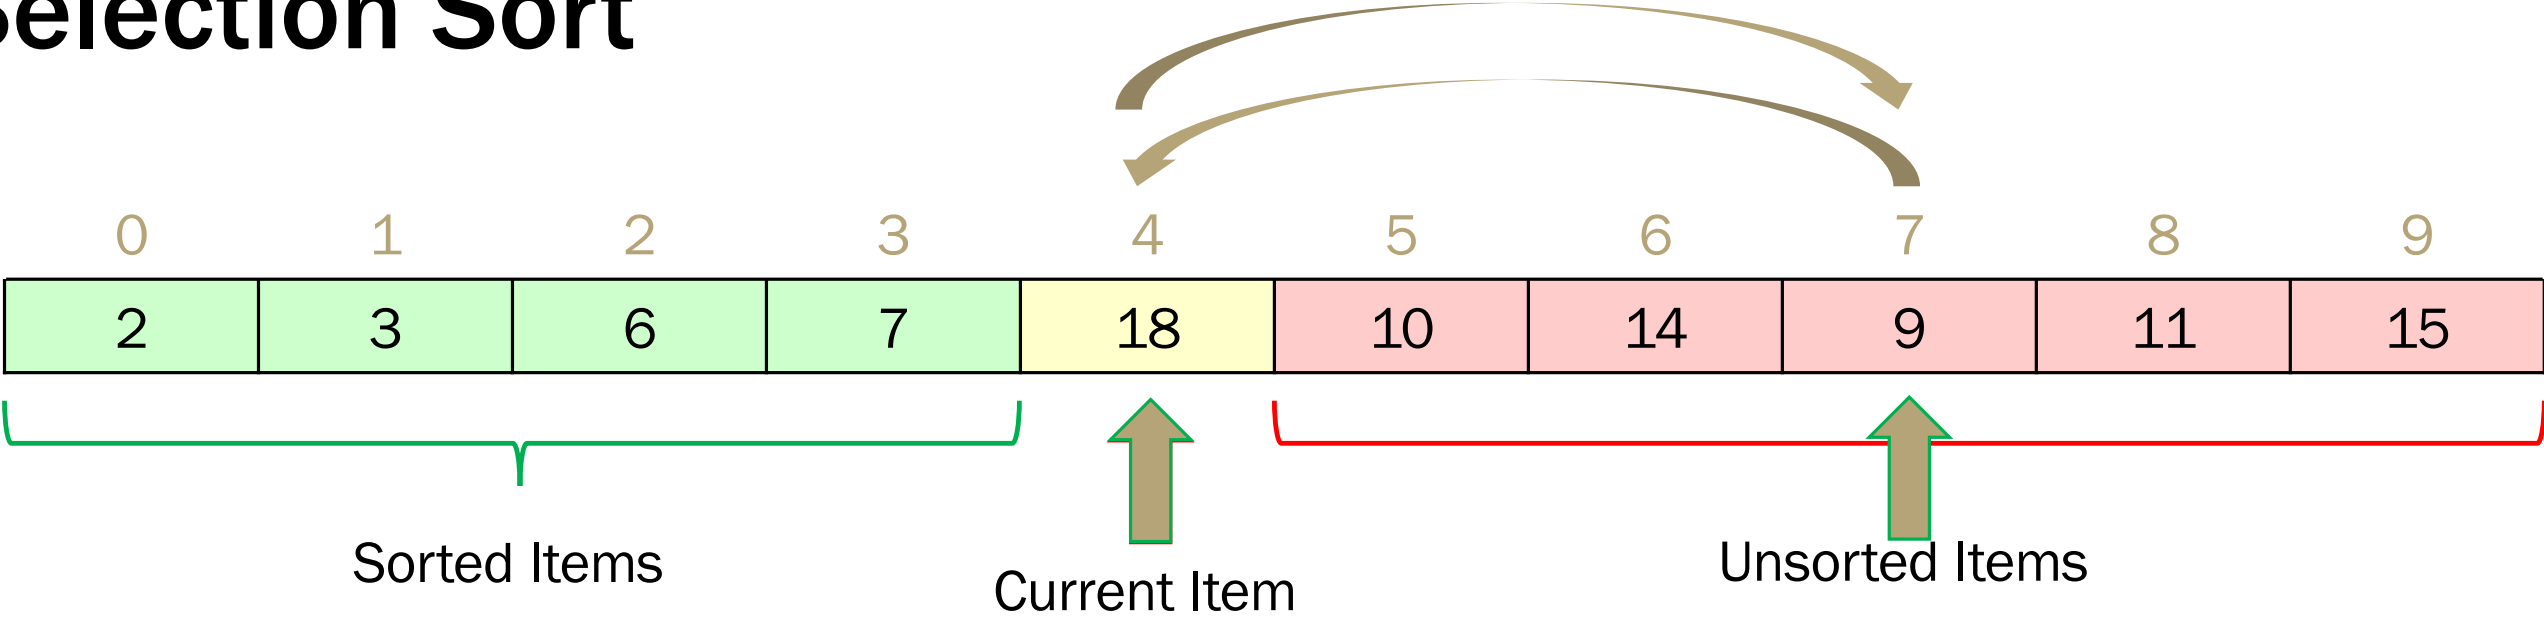 Selection Sort
0 1 2 3 4 5 6 7 8 9
2 3 6 7 18 10 14 9 11 15
Sorted Items
Current Item
Unsorted Items